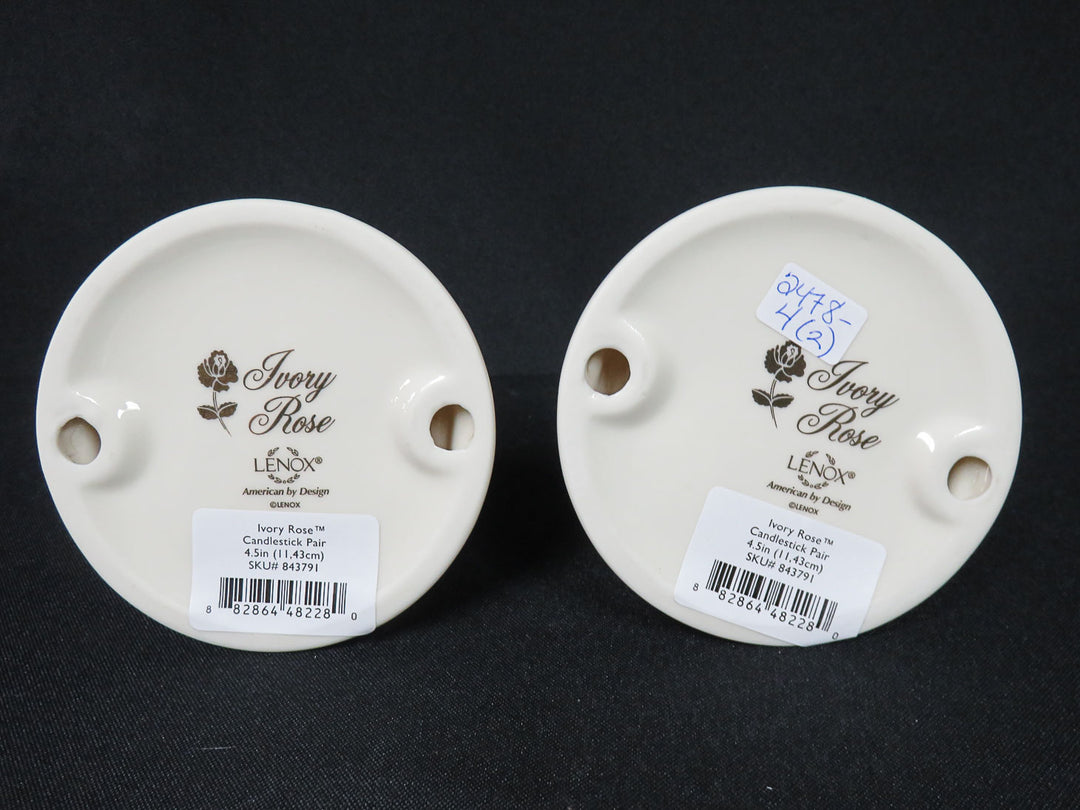 Ivory
Rose
LENOX®
American by Design
©LENOX
Ivory Rose™
Candlestick Pair
4.5in (11,43cm)
SKU# 843791
8 82864 48228 0
2478-
4(2)
Ivory
Rose
LENOX®
American by Design
©LENOX
Ivory Rose™
Candlestick Pair
4.5in (11,43cm)
SKU# 843791
8 82864 48228 0